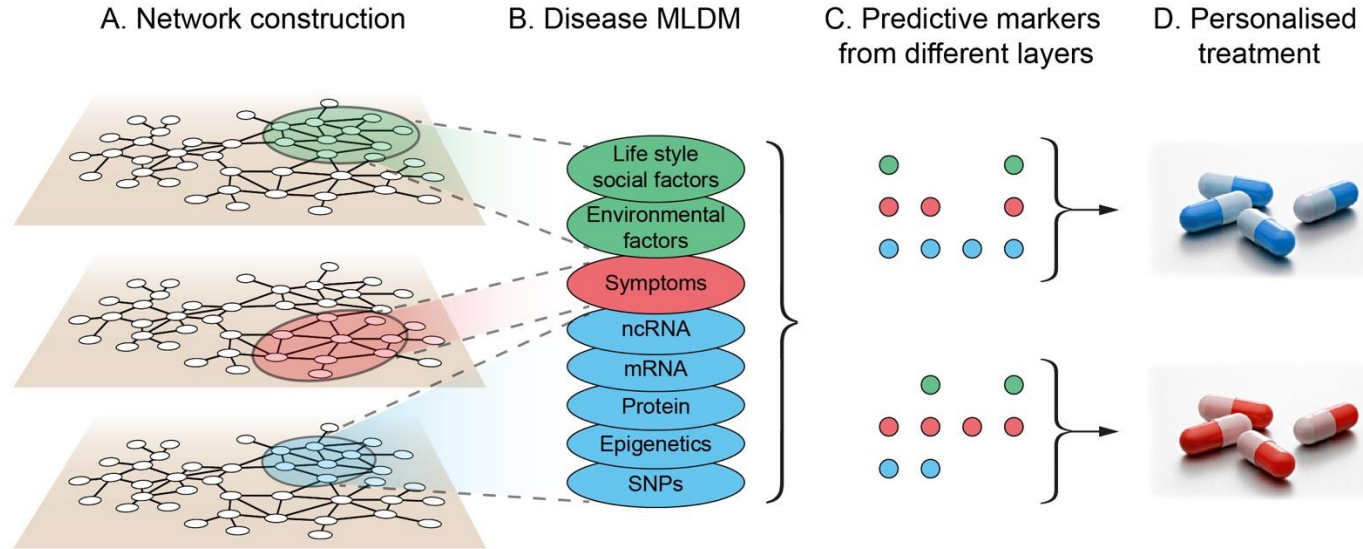 A. Network construction
B. Disease MLDM
C. Predictive markers
from different layers
D. Personalised
treatment
Life style
social factors
Environmental
factors
Symptoms
ncRNA
mRNA
Protein
Epigenetics
SNPs